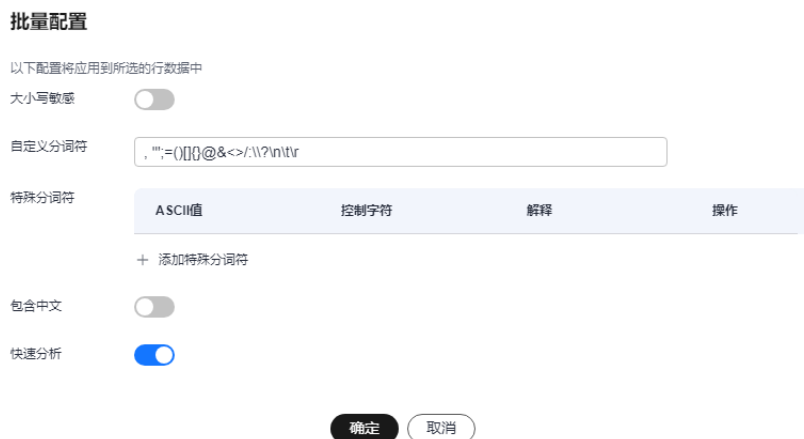 批量配置
以下配置将应用到所选的行数据中
大小写敏感
自定义分词符
, '";=()[]{}@&<>/:\\?\n\t\r
特殊分词符
ASCII值 控制字符 解释 操作
+ 添加特殊分词符
包含中文
快速分析
确定 取消